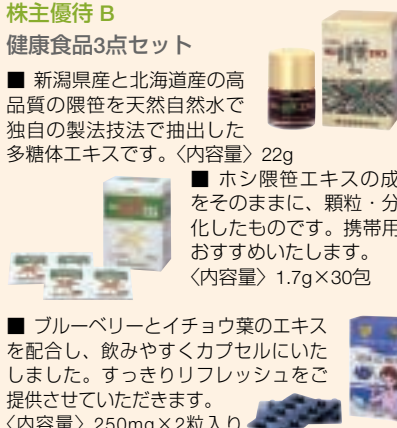 株主優待 B
健康食品3点セット
■ 新潟県産と北海道産の高
品質の隈笹を天然自然水で
独自の製法技法で抽出した
多糖体エキスです。〈内容量〉22g
■ ホシ隈笹エキスの成
をそのままに、顆粒・分
化したものです。携帯用
おすすめいたします。
〈内容量〉1.7g×30包
■ ブルーベリーとイチョウ葉のエキス
を配合し、飲みやすくカプセルにいた
しました。すっきりリフレッシュをご
提供させていただきます。
〈内容量〉250mg×2粒入り